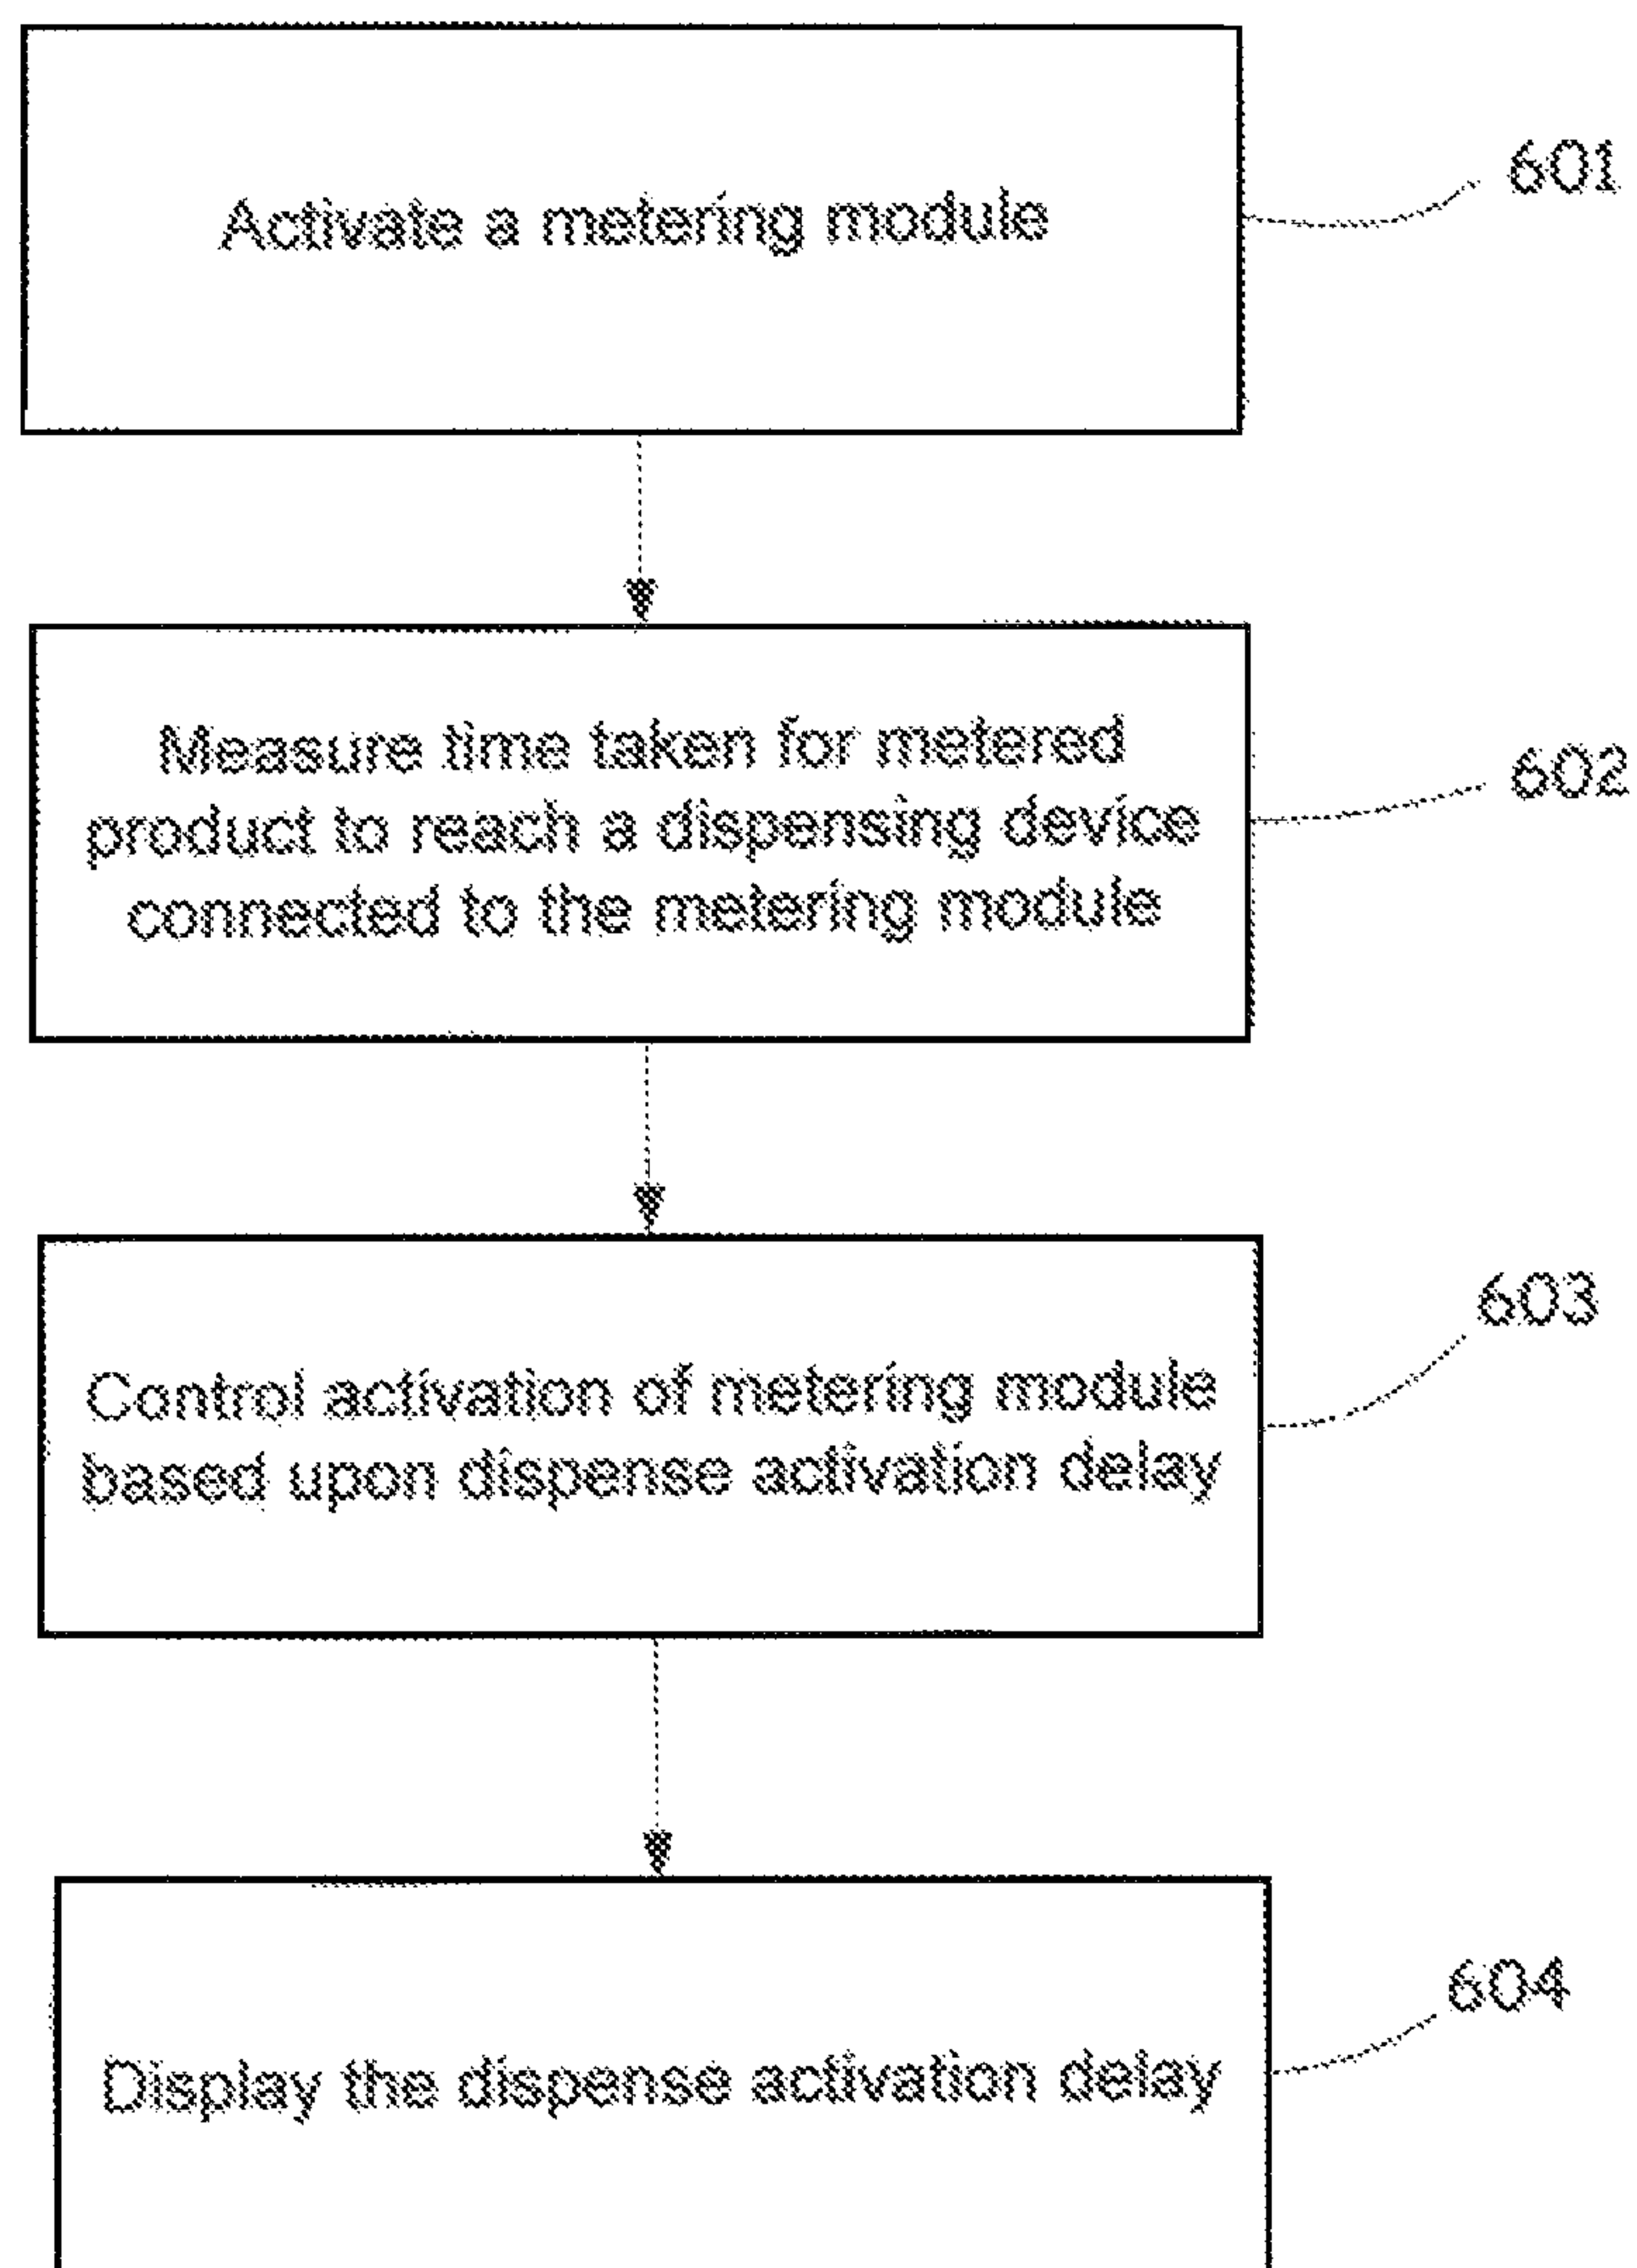 Activate a metering module
601
Measure time taken for metered
product to reach a dispensing device
connected to the metering module
602
Control activation of metering module
based upon dispense activation delay
603
Display the dispense activation delay
604